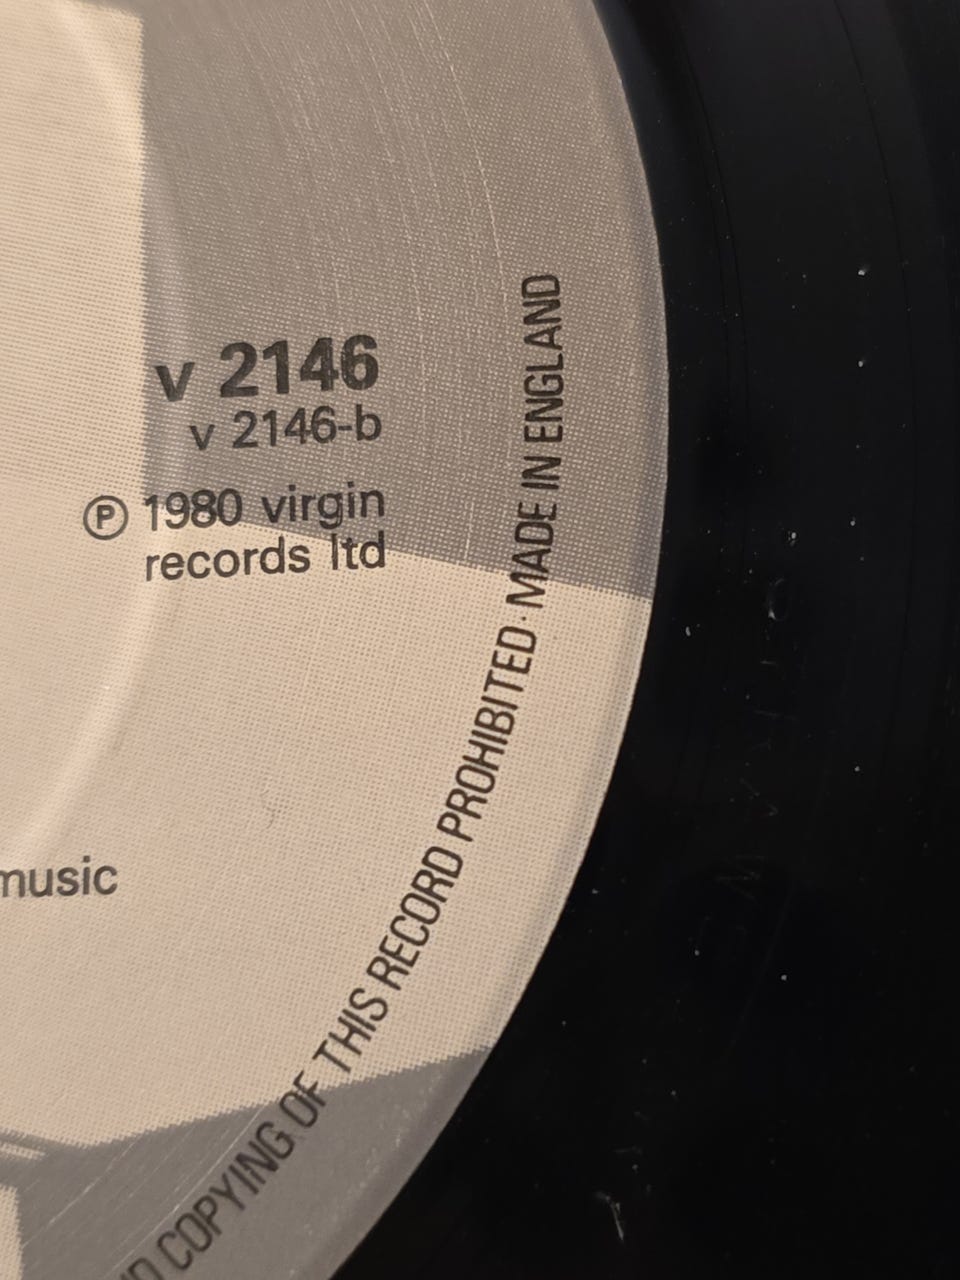 v 2146
v 2146-b
℗ 1980 virgin
records ltd
music
COPYING OF THIS RECORD PROHIBITED · MADE IN ENGLAND